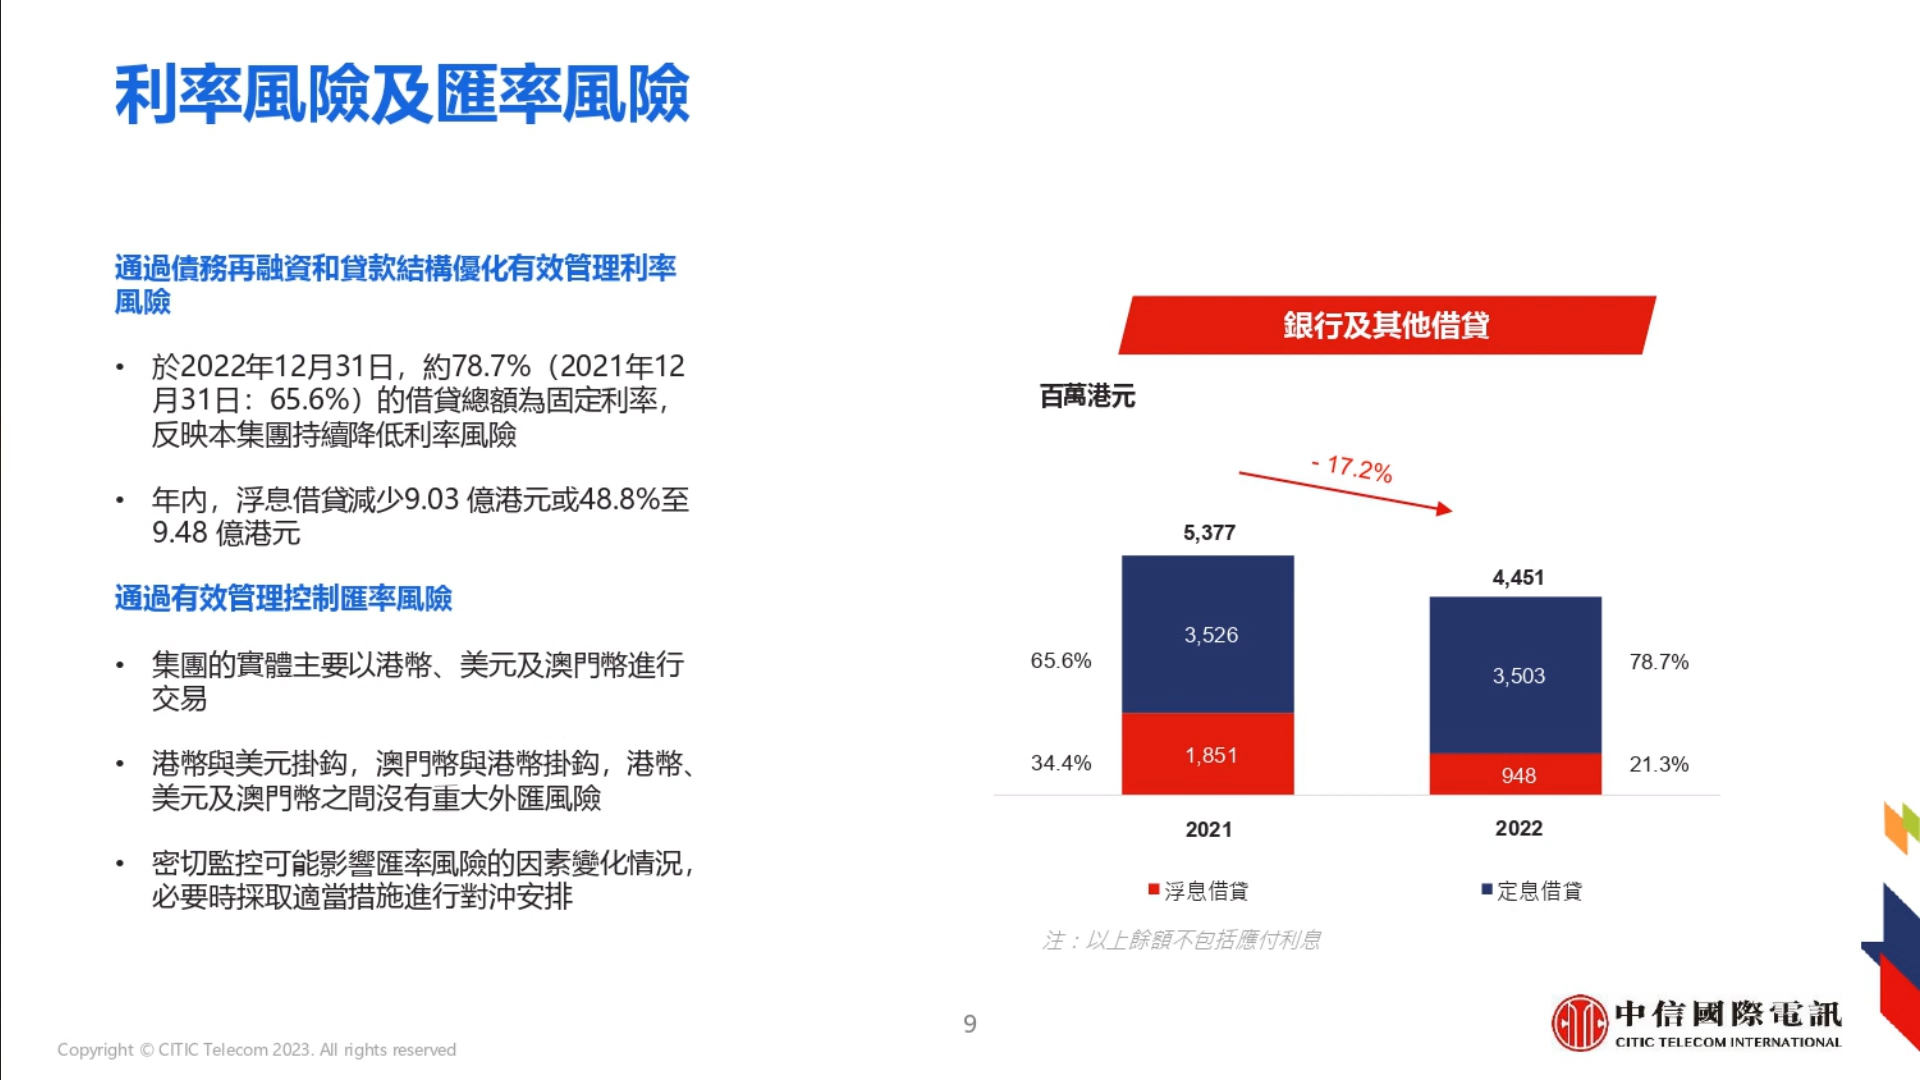 利率風險及匯率風險
通過債務再融資和貸款結構優化有效管理利率
風險
• 於2022年12月31日，約78.7%（2021年12
月31日：65.6%）的借貸總額為固定利率，
反映本集團持續降低利率風險
• 年內，浮息借貸減少9.03 億港元或48.8%至
9.48 億港元
通過有效管理控制匯率風險
• 集團的實體主要以港幣、美元及澳門幣進行
交易
• 港幣與美元掛鈎，澳門幣與港幣掛鈎，港幣、
美元及澳門幣之間沒有重大外匯風險
• 密切監控可能影響匯率風險的因素變化情況，
必要時採取適當措施進行對沖安排
銀行及其他借貸
百萬港元
- 17.2%
5,377
4,451
3,526
3,503
65.6%
78.7%
34.4%
1,851
948
21.3%
2021
2022
浮息借貸
定息借貸
注：以上餘額不包括應付利息
中信國際電訊
CITIC TELECOM INTERNATIONAL
9
Copyright © CITIC Telecom 2023. All rights reserved